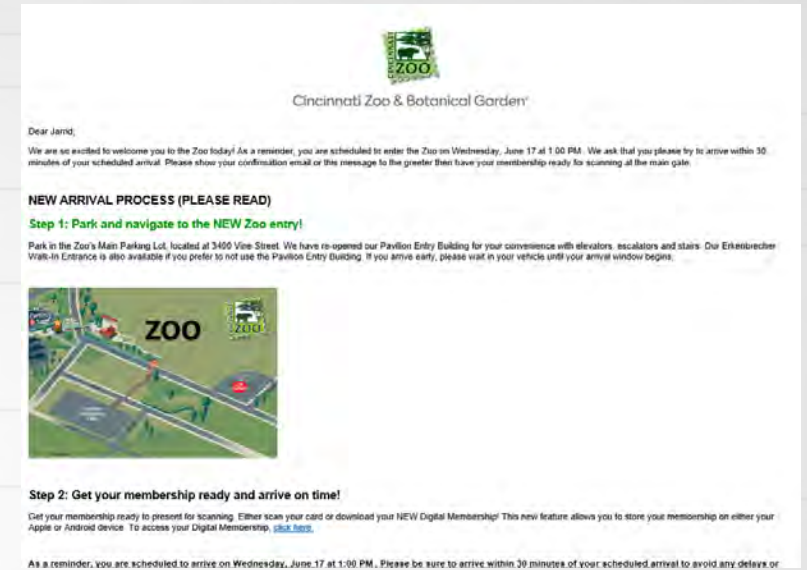 CINCINNATI
ZOO
Cincinnati Zoo & Botanical Garden®
Dear Jarrid,
We are so excited to welcome you to the Zoo today! As a reminder, you are scheduled to enter the Zoo on Wednesday, June 17 at 1:00 PM. We ask that you please try to arrive within 30
minutes of your scheduled arrival. Please show your confirmation email or this message to the greeter then have your membership ready for scanning at the main gate.
NEW ARRIVAL PROCESS (PLEASE READ)
Step 1: Park and navigate to the NEW Zoo entry!
Park in the Zoo's Main Parking Lot, located at 3400 Vine Street. We have re-opened our Pavilion Entry Building for your convenience with elevators, escalators and stairs. Our Erkenbrecher
Walk-In Entrance is also available if you prefer to not use the Pavilion Entry Building. If you arrive early, please wait in your vehicle until your arrival window begins.
ZOO
ZOO
Step 2: Get your membership ready and arrive on time!
Get your membership ready to present for scanning. Either scan your card or download your NEW Digital Membership! This new feature allows you to store your membership on either your
Apple or Android device. To access your Digital Membership, click here.
As a reminder, you are scheduled to arrive on Wednesday, June 17 at 1:00 PM. Please be sure to arrive within 30 minutes of your scheduled arrival to avoid any delays or